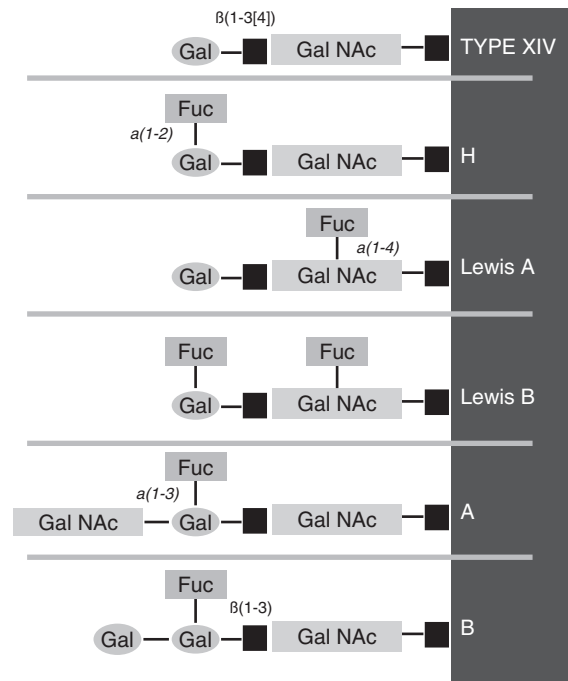 ß(1-3[4])
Gal Gal NAc TYPE XIV
Fuc
a(1-2)
Gal Gal NAc H
Fuc
a(1-4)
Gal Gal NAc Lewis A
Fuc Fuc
Gal Gal NAc Lewis B
Fuc
a(1-3)
Gal NAc Gal Gal NAc A
Fuc
ß(1-3)
Gal Gal Gal NAc B